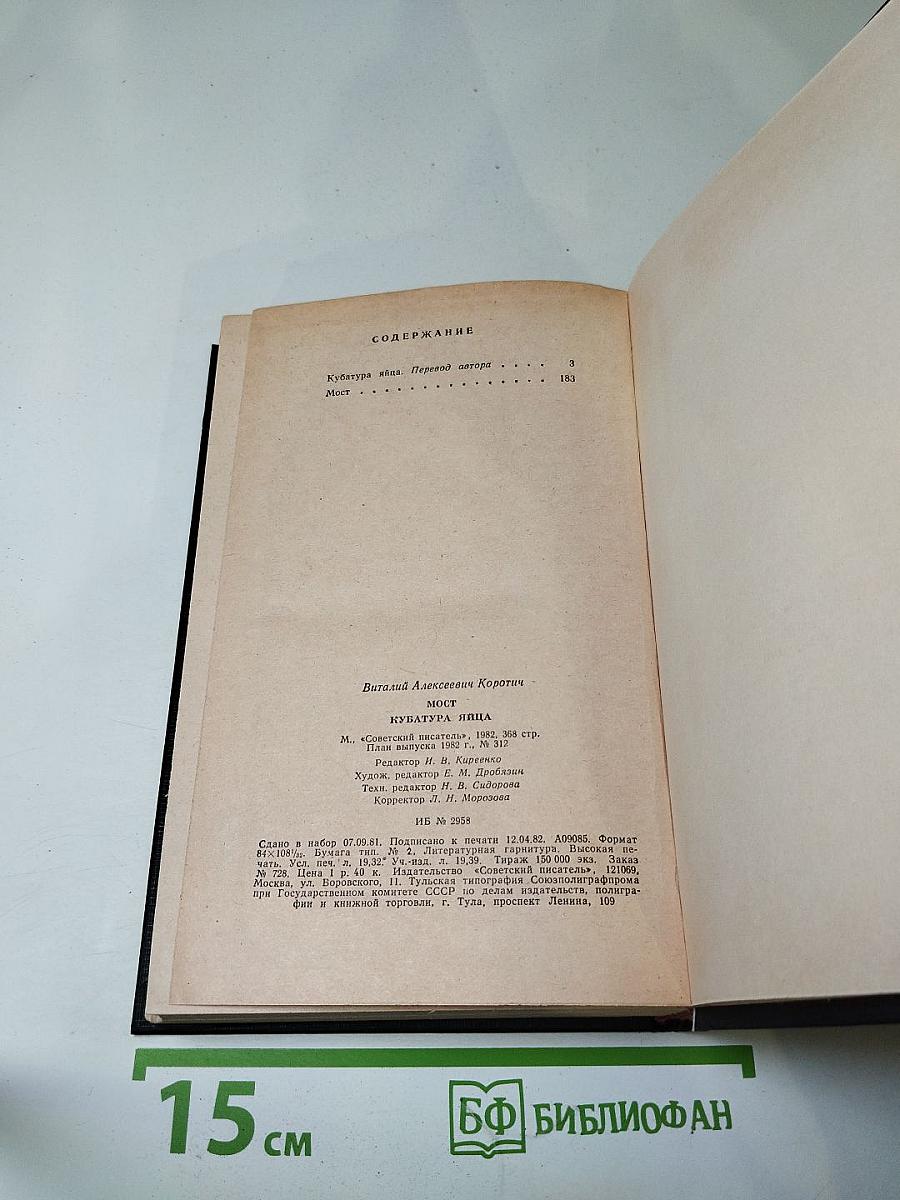 СОДЕРЖАНИЕ
Кубатура яйца. Перевод автора . . . . 3
Мост . . . . . . . . . . . . . . . 183
Виталий Алексеевич Коротич
МОСТ
КУБАТУРА ЯЙЦА
М., «Советский писатель», 1982, 368 стр.
План выпуска 1982 г., № 312
Редактор И. В. Киреенко
Худож. редактор Е. М. Дробязин
Техн. редактор Н. В. Сидорова
Корректор Л. Н. Морозова
ИБ № 2958
Сдано в набор 07.09.81. Подписано к печати 12.04.82. А09085. Формат
84×108¹/₃₂. Бумага тип. № 2. Литературная гарнитура. Высокая пе-
чать. Усл. печ. л. 19,32. Уч.-изд. л. 19,39. Тираж 150 000 экз. Заказ
№ 728. Цена 1 р. 40 к. Издательство «Советский писатель», 121069,
Москва, ул. Воровского, 11. Тульская типография Союзполиграфпрома
при Государственном комитете СССР по делам издательств, полигра-
фии и книжной торговли, г. Тула, проспект Ленина, 109
15 см
БФ БИБЛИОФАН